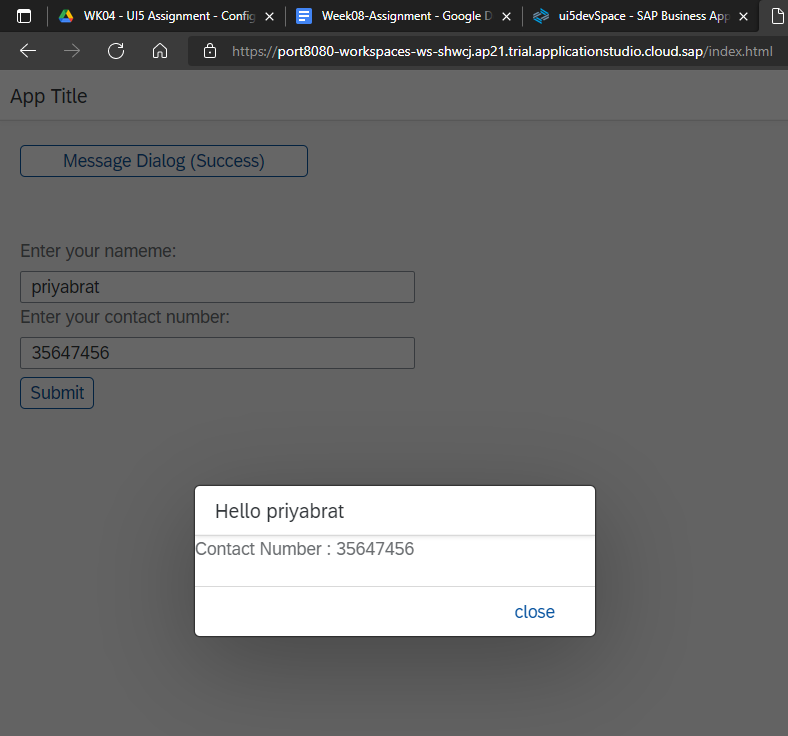 WK04 - UI5 Assignment - Config
Week08-Assignment - Google D
ui5devSpace - SAP Business App
https://port8080-workspaces-ws-shwcj.ap21.trial.applicationstudio.cloud.sap/index.html
App Title
Message Dialog (Success)
Enter your nameme:
priyabrat
Enter your contact number:
35647456
Submit
Hello priyabrat
Contact Number : 35647456
close